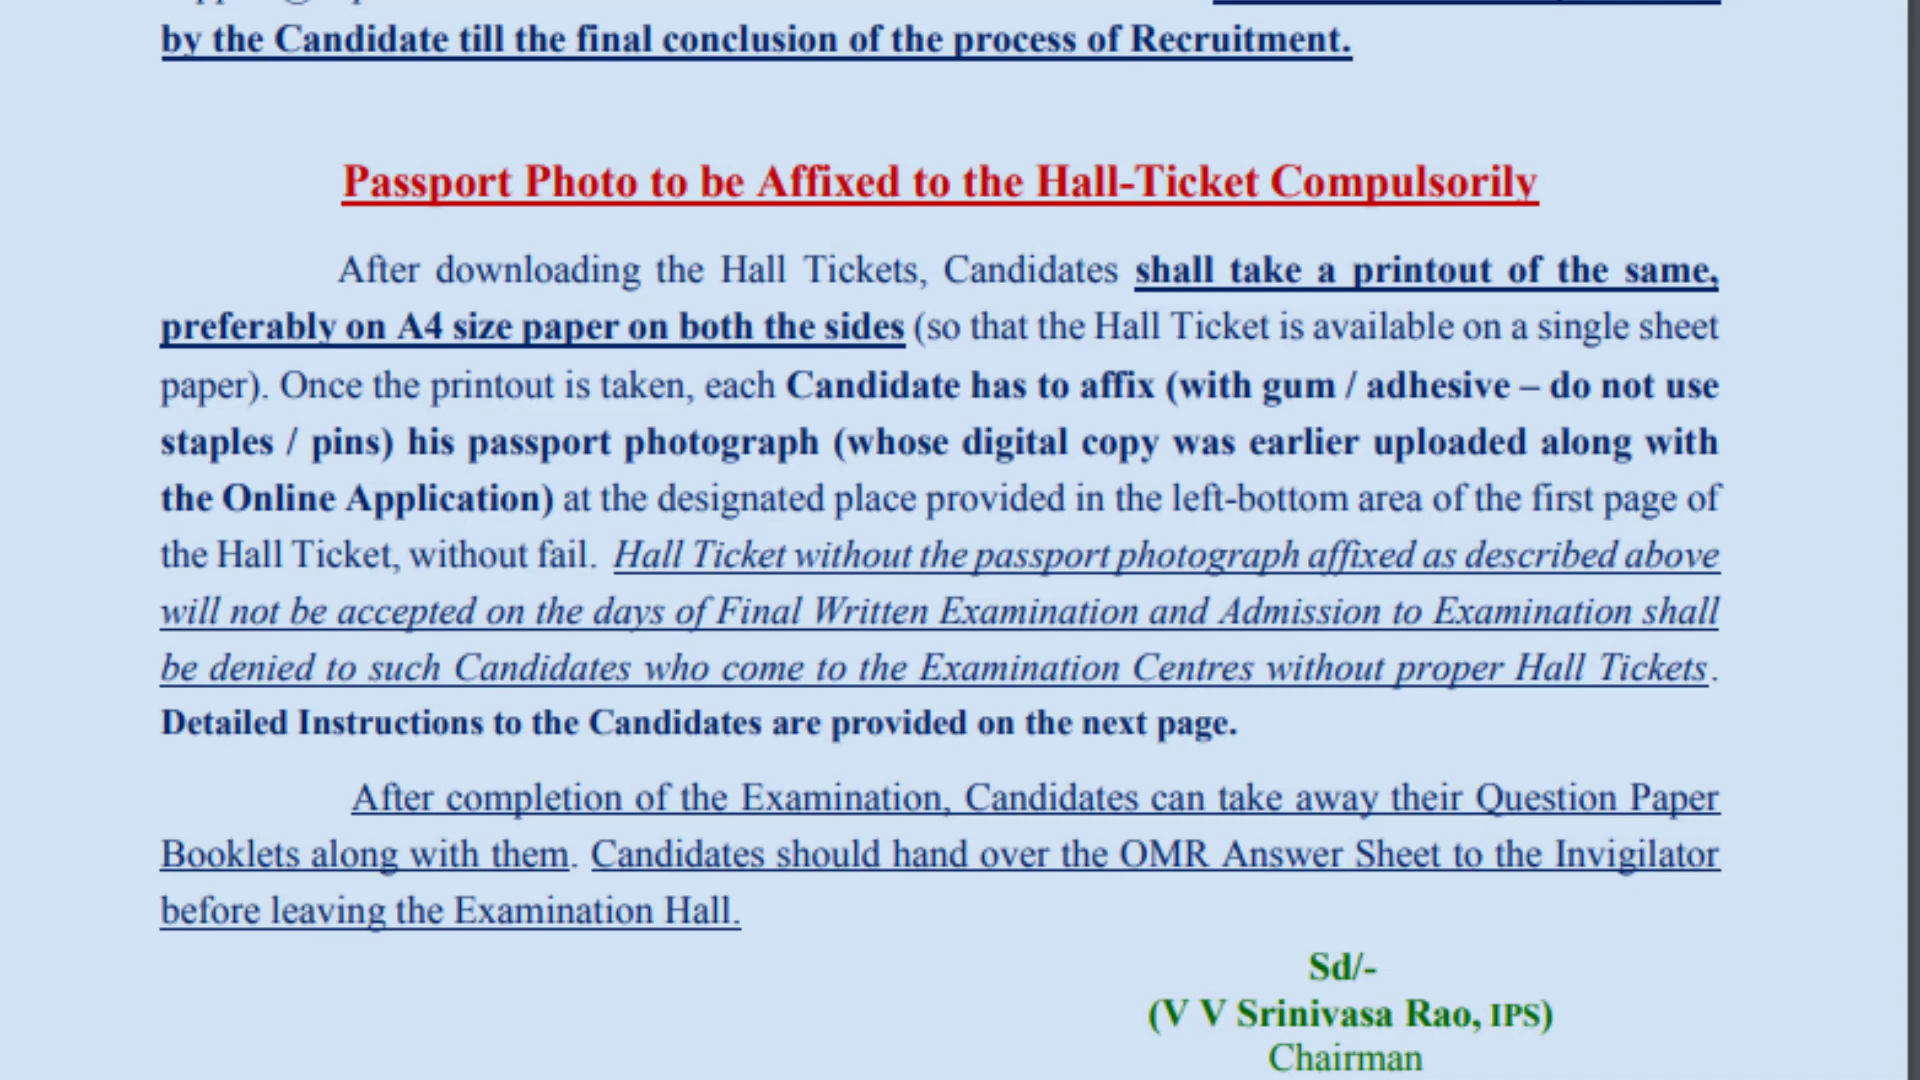 by the Candidate till the final conclusion of the process of Recruitment.
Passport Photo to be Affixed to the Hall-Ticket Compulsorily
After downloading the Hall Tickets, Candidates shall take a printout of the same,
preferably on A4 size paper on both the sides (so that the Hall Ticket is available on a single sheet
paper). Once the printout is taken, each Candidate has to affix (with gum / adhesive – do not use
staples / pins) his passport photograph (whose digital copy was earlier uploaded along with
the Online Application) at the designated place provided in the left-bottom area of the first page of
the Hall Ticket, without fail. Hall Ticket without the passport photograph affixed as described above
will not be accepted on the days of Final Written Examination and Admission to Examination shall
be denied to such Candidates who come to the Examination Centres without proper Hall Tickets.
Detailed Instructions to the Candidates are provided on the next page.
After completion of the Examination, Candidates can take away their Question Paper
Booklets along with them. Candidates should hand over the OMR Answer Sheet to the Invigilator
before leaving the Examination Hall.
Sd/-
(V V Srinivasa Rao, IPS)
Chairman